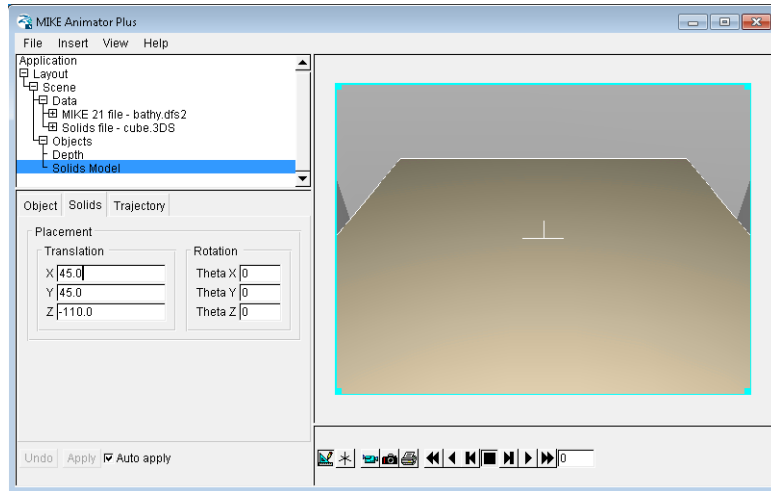 MIKE Animator Plus
File Insert View Help
Application
Layout
Scene
Data
MIKE 21 file - bathy.dfs2
Solids file - cube.3DS
Objects
Depth
Solids Model
Object Solids Trajectory
Placement
Translation Rotation
X 45.0 Theta X 0
Y 45.0 Theta Y 0
Z -110.0 Theta Z 0
Undo Apply Auto apply
0